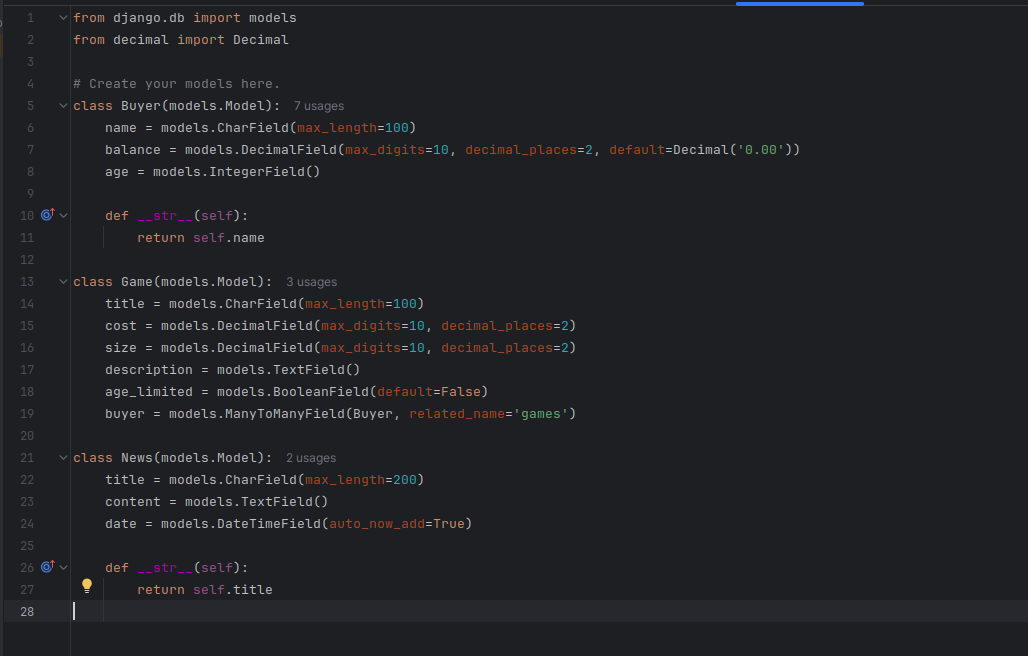 1 from django.db import models
2 from decimal import Decimal
3
4 # Create your models here.
5 class Buyer(models.Model): 7 usages
6     name = models.CharField(max_length=100)
7     balance = models.DecimalField(max_digits=10, decimal_places=2, default=Decimal('0.00'))
8     age = models.IntegerField()
9
10     def __str__(self):
11         return self.name
12
13 class Game(models.Model): 3 usages
14     title = models.CharField(max_length=100)
15     cost = models.DecimalField(max_digits=10, decimal_places=2)
16     size = models.DecimalField(max_digits=10, decimal_places=2)
17     description = models.TextField()
18     age_limited = models.BooleanField(default=False)
19     buyer = models.ManyToManyField(Buyer, related_name='games')
20
21 class News(models.Model): 2 usages
22     title = models.CharField(max_length=200)
23     content = models.TextField()
24     date = models.DateTimeField(auto_now_add=True)
25
26     def __str__(self):
27         return self.title
28